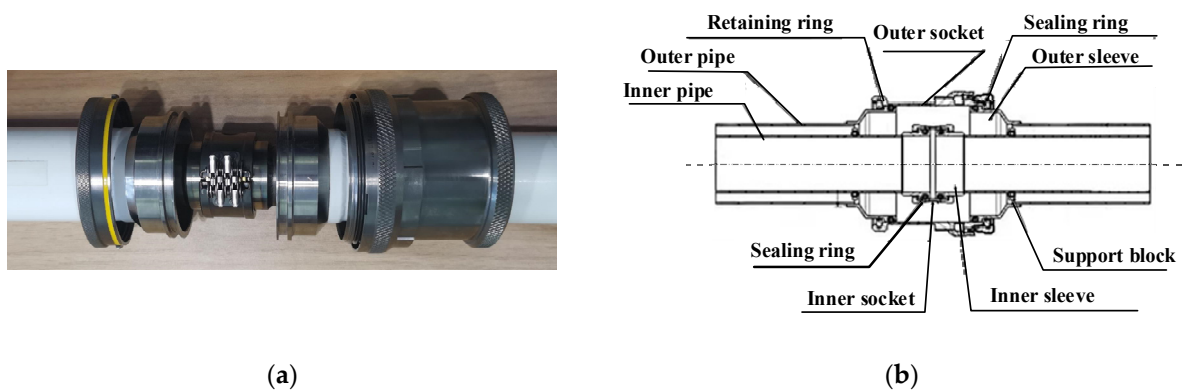 Retaining ring
Outer socket
Sealing ring
Outer pipe
Outer sleeve
Inner pipe
Sealing ring
Support block
Inner socket
Inner sleeve
(a)
(b)